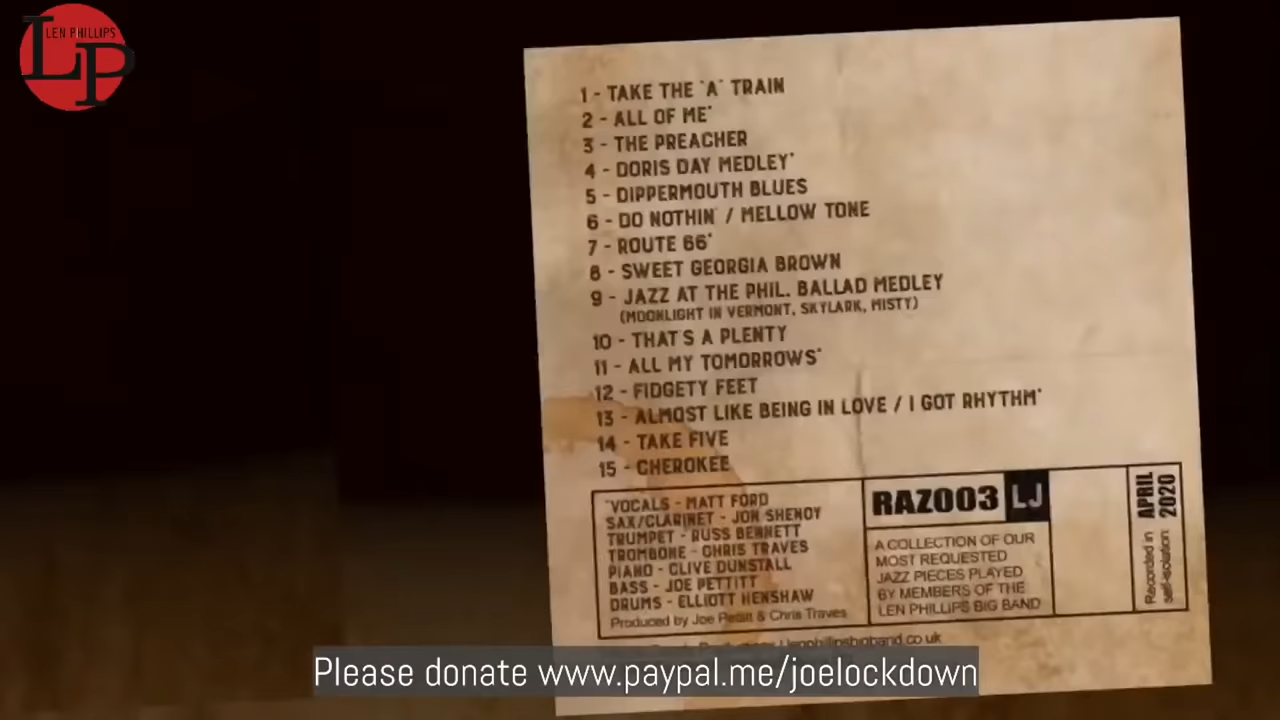 LEN PHILLIPS
LP
1 - TAKE THE "A" TRAIN
2 - ALL OF ME*
3 - THE PREACHER
4 - DORIS DAY MEDLEY*
5 - DIPPERMOUTH BLUES
6 - DO NOTHIN' / MELLOW TONE
7 - ROUTE 66*
8 - SWEET GEORGIA BROWN
9 - JAZZ AT THE PHIL. BALLAD MEDLEY
(MOONLIGHT IN VERMONT, SKYLARK, MISTY)
10 - THAT'S A PLENTY
11 - ALL MY TOMORROWS*
12 - FIDGETY FEET
13 - ALMOST LIKE BEING IN LOVE / I GOT RHYTHM*
14 - TAKE FIVE
15 - CHEROKEE
*VOCALS - MATT FORD
SAX/CLARINET - JON SHENOY
TRUMPET - RUSS BENNETT
TROMBONE - CHRIS TRAVES
PIANO - CLIVE DUNSTALL
BASS - JOE PETTITT
DRUMS - ELLIOTT HENSHAW
Produced by Joe Pettitt & Chris Traves
RAZ003 LJ
A COLLECTION OF OUR
MOST REQUESTED
JAZZ PIECES PLAYED
BY MEMBERS OF THE
LEN PHILLIPS BIG BAND
Recorded in
self-isolation
APRIL
2020
lenphillipsbigband.co.uk
Please donate www.paypal.me/joelockdown